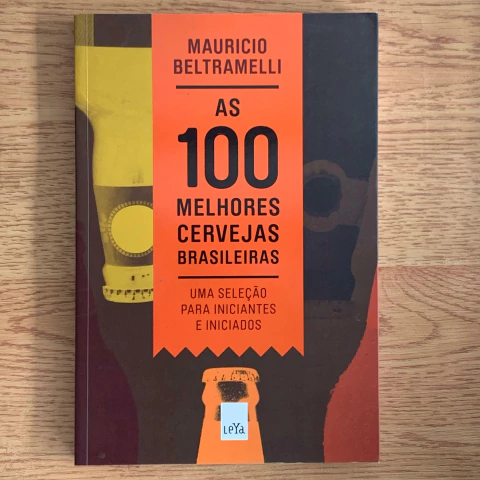 MAURICIO
BELTRAMELLI
AS
100
MELHORES
CERVEJAS
BRASILEIRAS
UMA SELEÇÃO
PARA INICIANTES
E INICIADOS
LeYa